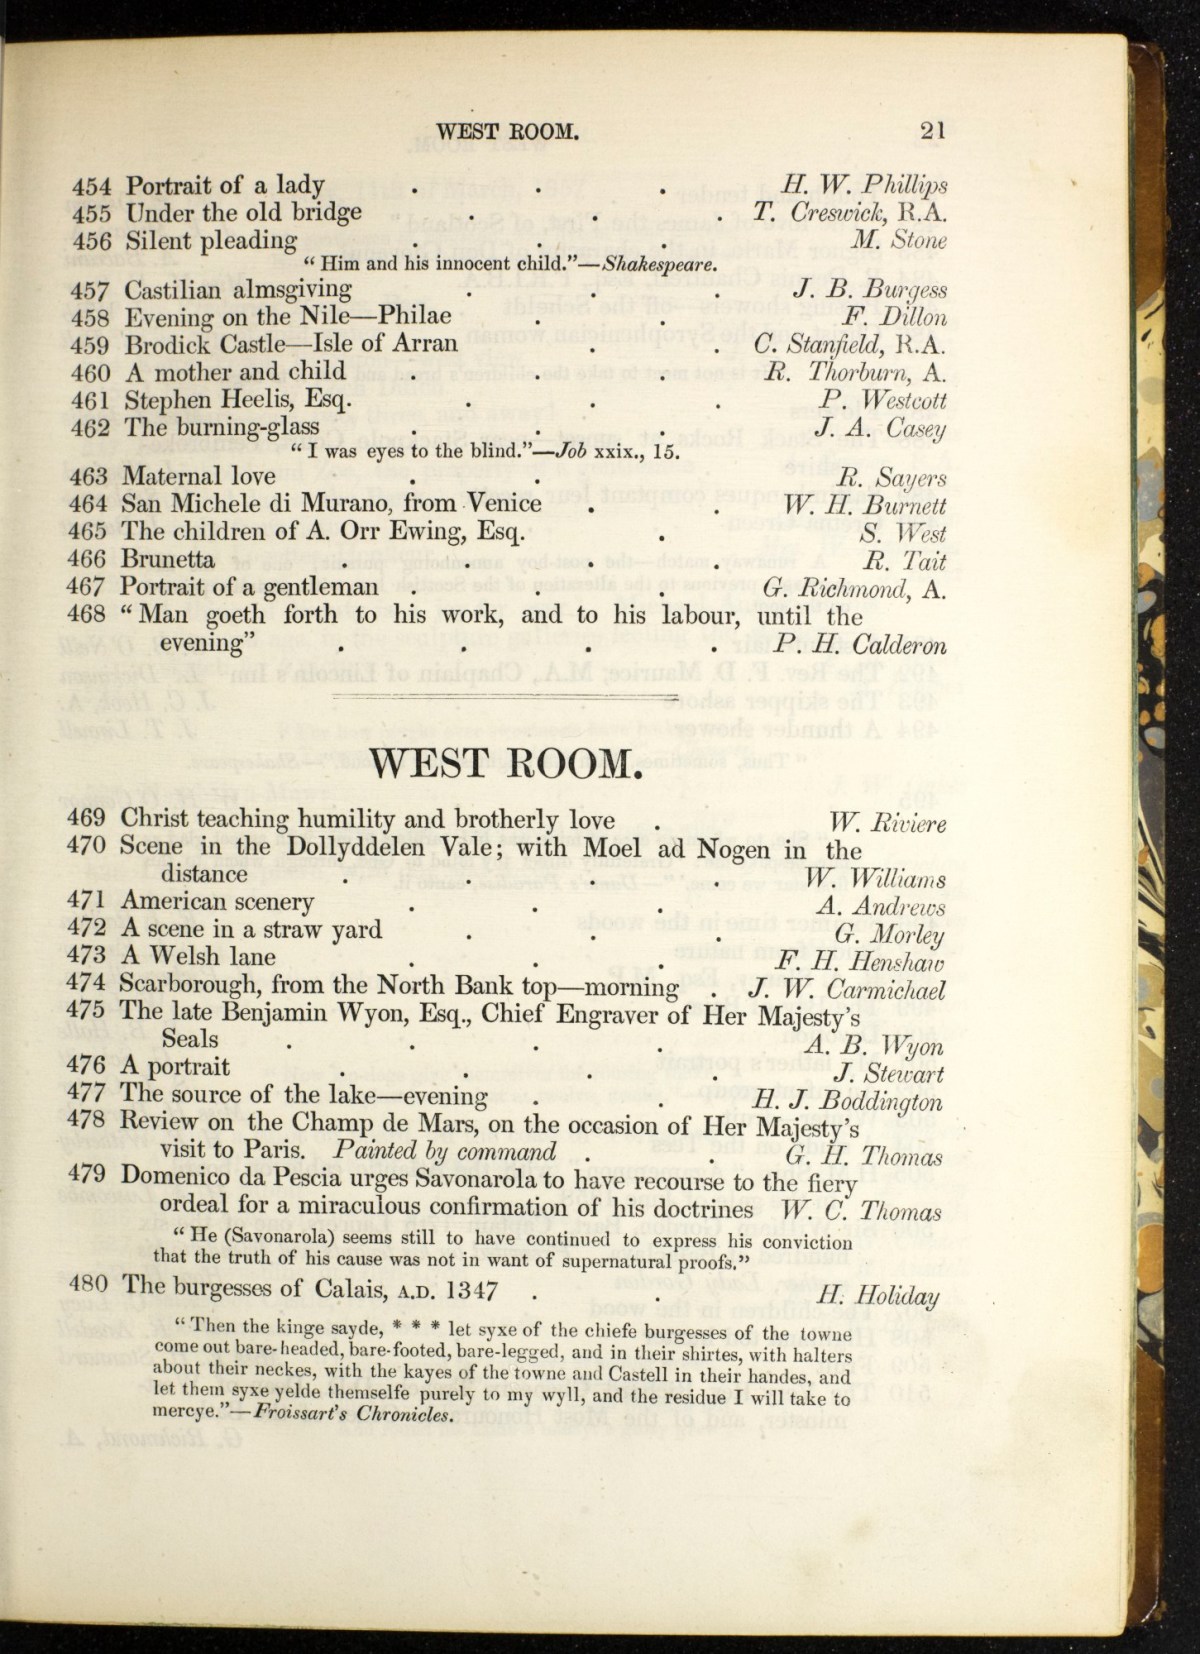 WEST ROOM. 21
454 Portrait of a lady . . . H. W. Phillips
455 Under the old bridge . . . T. Creswick, R.A.
456 Silent pleading . . . M. Stone
“ Him and his innocent child.”—Shakespeare.
457 Castilian almsgiving . . . J. B. Burgess
458 Evening on the Nile—Philae . . F. Dillon
459 Brodick Castle—Isle of Arran . . C. Stanfield, R.A.
460 A mother and child . . . R. Thorburn, A.
461 Stephen Heelis, Esq. . . . P. Westcott
462 The burning-glass . . . J. A. Casey
“ I was eyes to the blind.”—Job xxix., 15.
463 Maternal love . . R. Sayers
464 San Michele di Murano, from Venice . . W. H. Burnett
465 The children of A. Orr Ewing, Esq. . S. West
466 Brunetta . . . . R. Tait
467 Portrait of a gentleman . . . G. Richmond, A.
468 “ Man goeth forth to his work, and to his labour, until the
evening” . . . . P. H. Calderon
WEST ROOM.
469 Christ teaching humility and brotherly love . W. Riviere
470 Scene in the Dollyddelen Vale; with Moel ad Nogen in the
distance . . . . W. Williams
471 American scenery . . . A. Andrews
472 A scene in a straw yard . . . G. Morley
473 A Welsh lane . . . F. H. Henshaw
474 Scarborough, from the North Bank top—morning . J. W. Carmichael
475 The late Benjamin Wyon, Esq., Chief Engraver of Her Majesty’s
Seals . . . . A. B. Wyon
476 A portrait . . . . J. Stewart
477 The source of the lake—evening . . H. J. Boddington
478 Review on the Champ de Mars, on the occasion of Her Majesty’s
visit to Paris. Painted by command . . G. H. Thomas
479 Domenico da Pescia urges Savonarola to have recourse to the fiery
ordeal for a miraculous confirmation of his doctrines W. C. Thomas
“ He (Savonarola) seems still to have continued to express his conviction
that the truth of his cause was not in want of supernatural proofs.”
480 The burgesses of Calais, A.D. 1347 . . H. Holiday
“ Then the kinge sayde, * * * let syxe of the chiefe burgesses of the towne
come out bare-headed, bare-footed, bare-legged, and in their shirtes, with halters
about their neckes, with the kayes of the towne and Castell in their handes, and
let them syxe yelde themselfe purely to my wyll, and the residue I will take to
mercye.”—Froissart’s Chronicles.